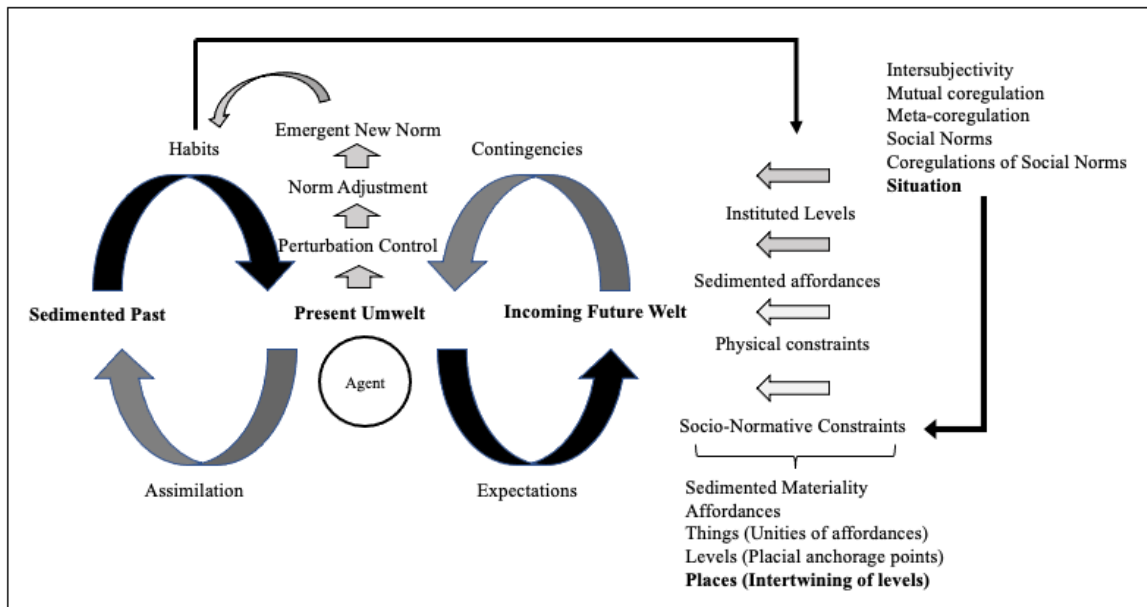 Intersubjectivity
Mutual coregulation
Meta-coregulation
Social Norms
Coregulations of Social Norms
Situation
Emergent New Norm
Habits
Contingencies
Norm Adjustment
Instituted Levels
Perturbation Control
Sedimented affordances
Sedimented Past
Present Umwelt
Incoming Future Welt
Physical constraints
Agent
Socio-Normative Constraints
Assimilation
Expectations
Sedimented Materiality
Affordances
Things (Unities of affordances)
Levels (Placial anchorage points)
Places (Intertwining of levels)